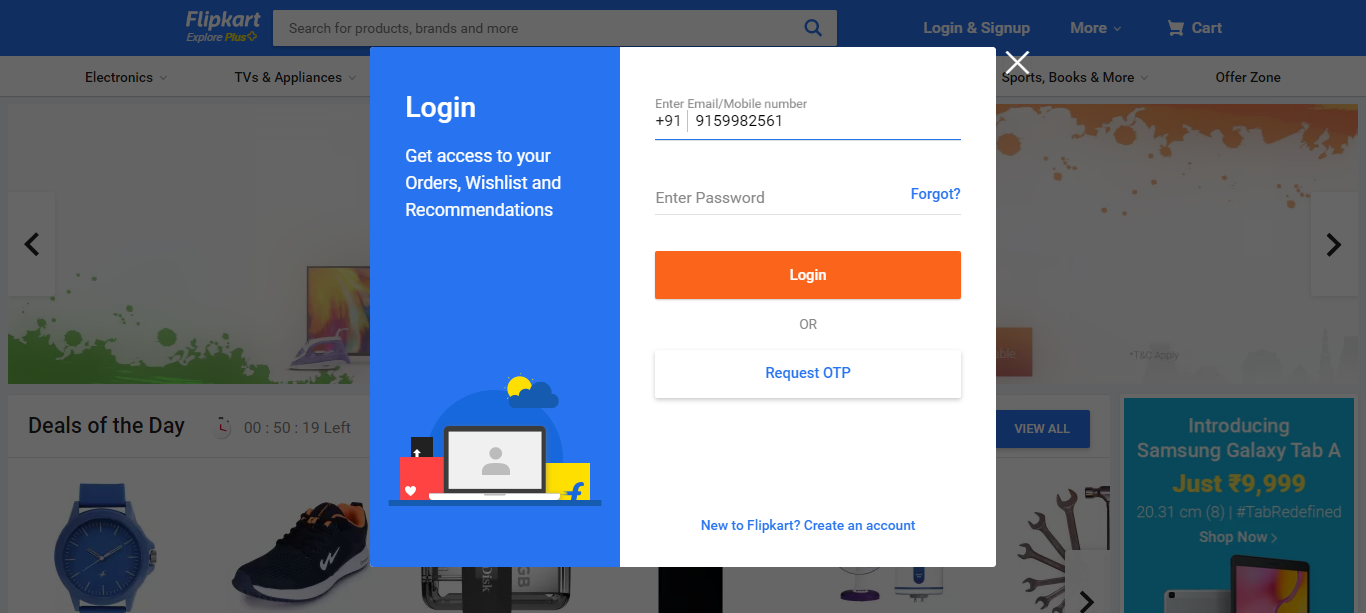 Flipkart
Explore Plus
Search for products, brands and more
Login & Signup
More
Cart
Electronics
TVs & Appliances
Sports, Books & More
Offer Zone
Login
Get access to your
Orders, Wishlist and
Recommendations
Enter Email/Mobile number
+91 9159982561
Enter Password
Forgot?
Login
OR
Request OTP
New to Flipkart? Create an account
*T&C Apply
Deals of the Day
00 : 50 : 19 Left
VIEW ALL
Introducing
Samsung Galaxy Tab A
Just ₹9,999
20.31 cm (8) | #TabRedefined
Shop Now